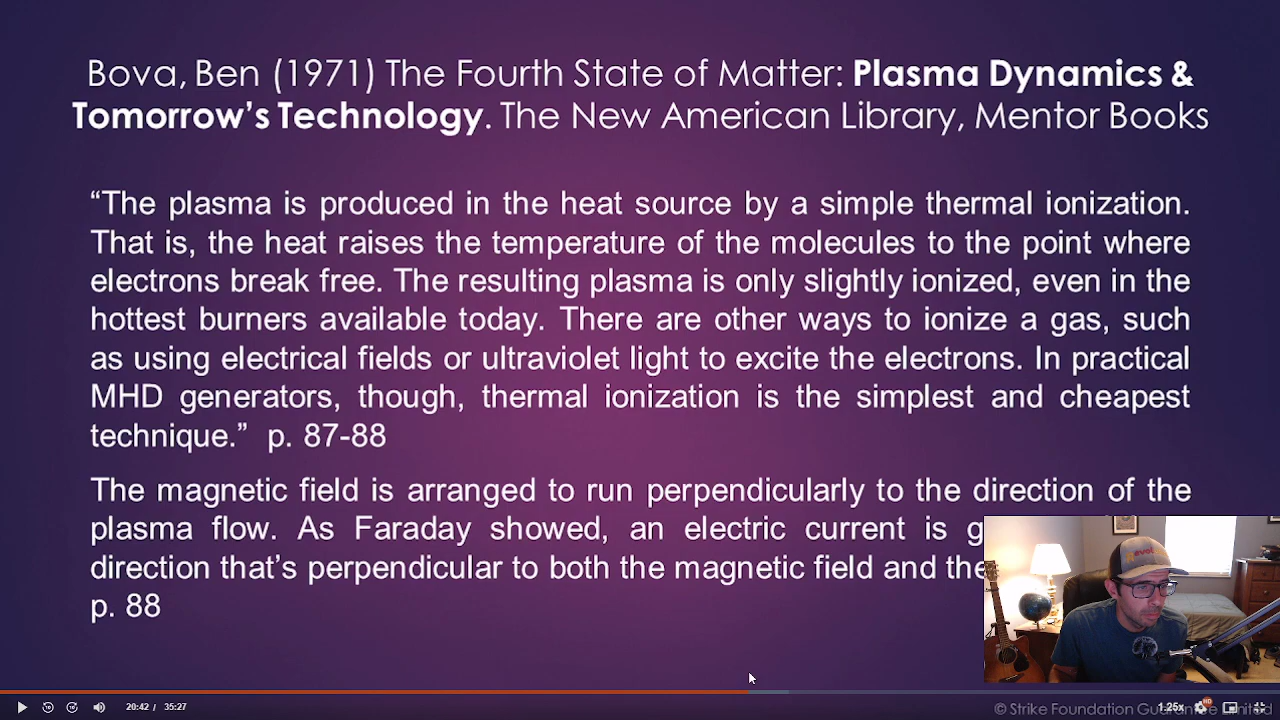 Bova, Ben (1971) The Fourth State of Matter: Plasma Dynamics &
Tomorrow's Technology. The New American Library, Mentor Books
“The plasma is produced in the heat source by a simple thermal ionization.
That is, the heat raises the temperature of the molecules to the point where
electrons break free. The resulting plasma is only slightly ionized, even in the
hottest burners available today. There are other ways to ionize a gas, such
as using electrical fields or ultraviolet light to excite the electrons. In practical
MHD generators, though, thermal ionization is the simplest and cheapest
technique.” p. 87-88
The magnetic field is arranged to run perpendicularly to the direction of the
plasma flow. As Faraday showed, an electric current is g
direction that's perpendicular to both the magnetic field and the
p. 88
20:42 / 35:27
1.25x
HD
© Strike Foundation Limited